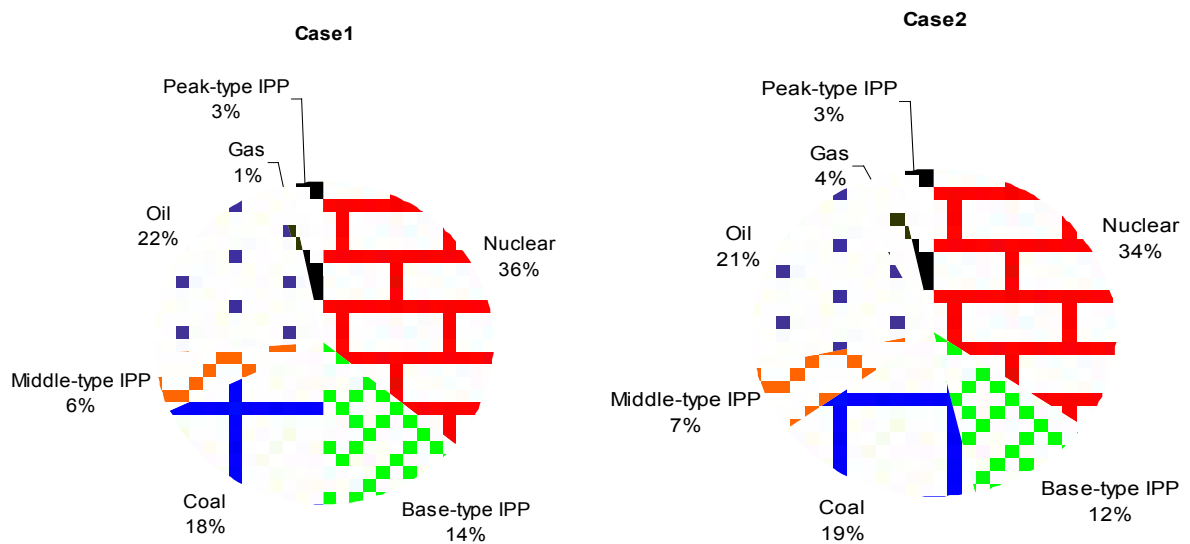 Case1
Peak-type IPP
3%
Gas
1%
Oil
22%
Nuclear
36%
Middle-type IPP
6%
Coal
18%
Base-type IPP
14%
Case2
Peak-type IPP
3%
Gas
4%
Oil
21%
Nuclear
34%
Middle-type IPP
7%
Coal
19%
Base-type IPP
12%